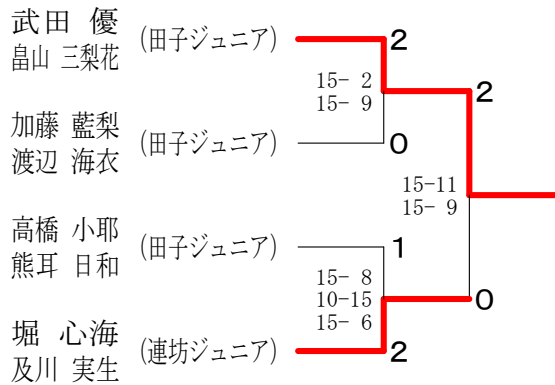 武田 優
畠山 三梨花
(田子ジュニア)
2
15- 2
15- 9
2
加藤 藍梨
渡辺 海衣
(田子ジュニア)
0
15-11
15- 9
高橋 小耶
熊耳 日和
(田子ジュニア)
1
15- 8
10-15
15- 6
0
堀 心海
及川 実生
(連坊ジュニア)
2